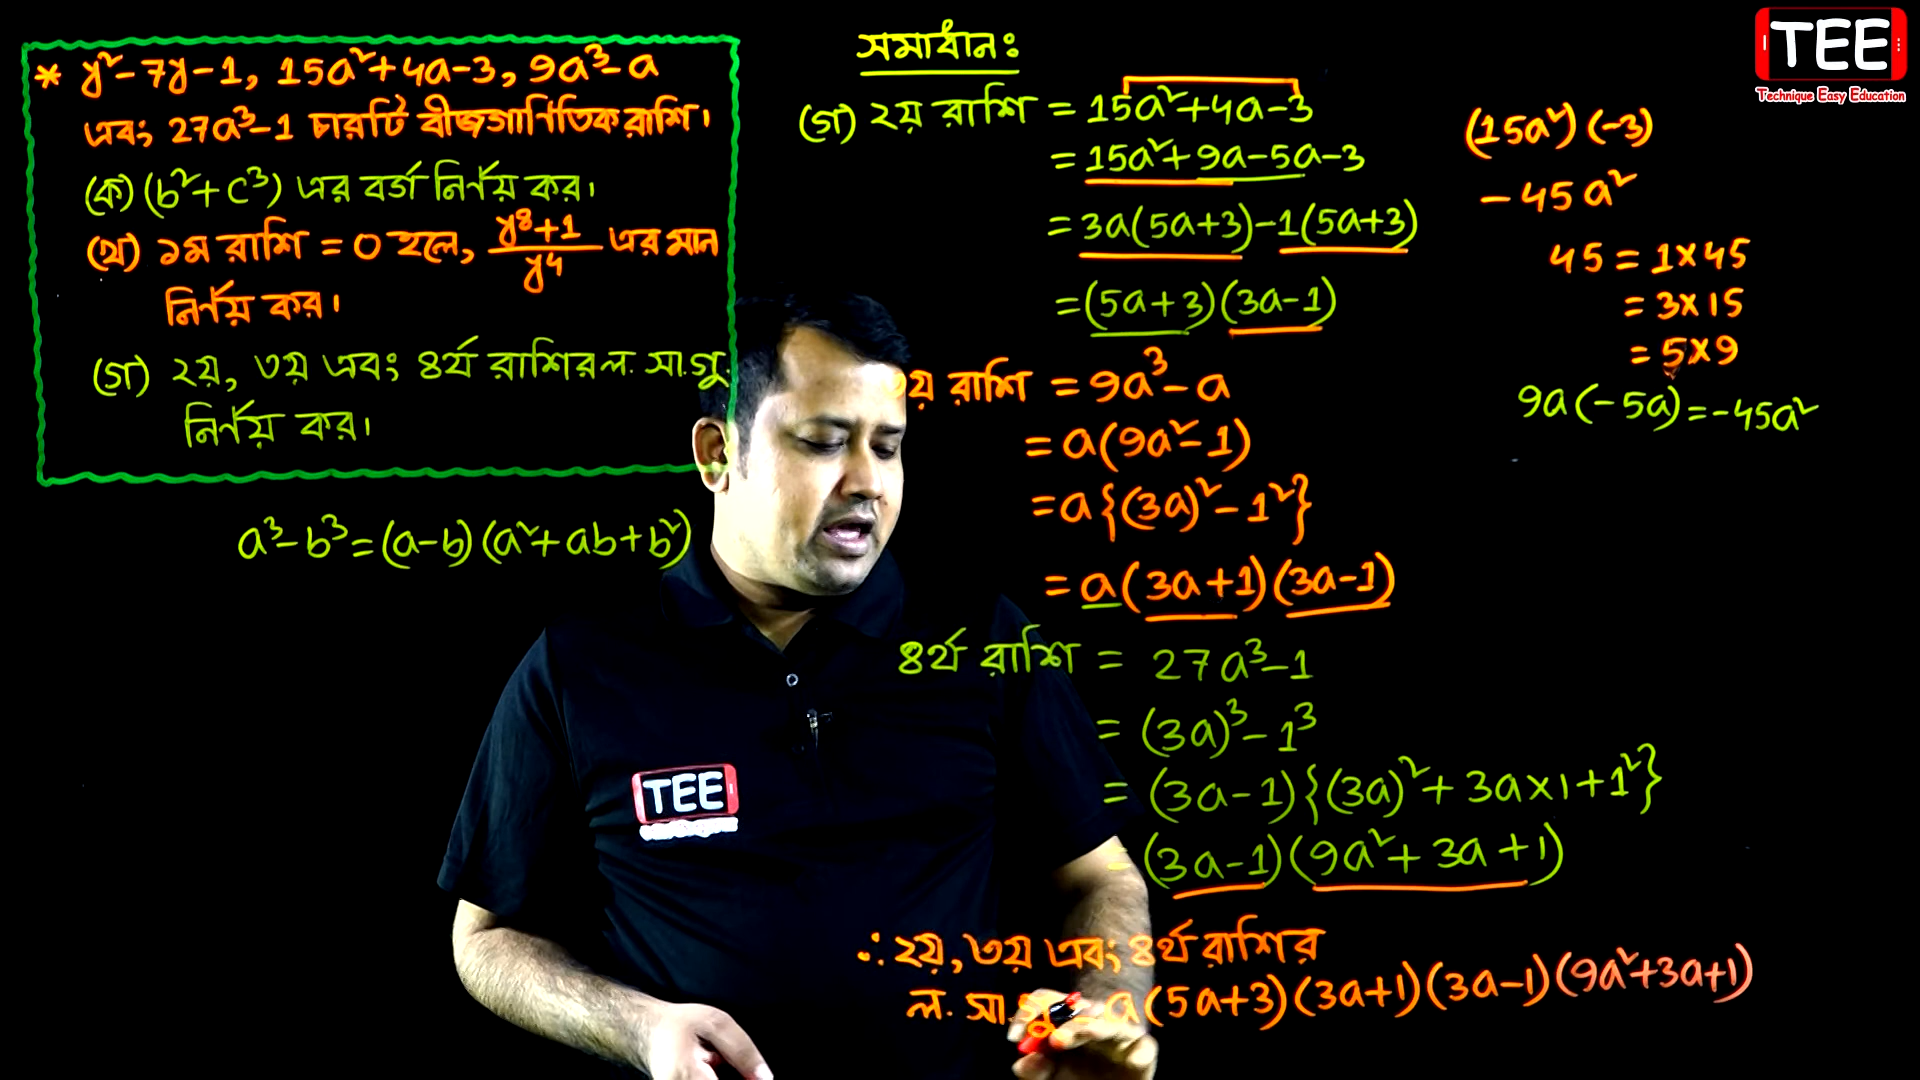 * y²-7y-1, 15a²+4a-3, 9a³-a
এবং 27a³-1 চারটি বীজগাণিতিক রাশি।
(ক) (b²+c³) এর বর্গ নির্ণয় কর।
(খ) ১ম রাশি = 0 হলে, (y⁸+1)/y⁴ এর মান
নির্ণয় কর।
(গ) ২য়, ৩য় এবং ৪র্থ রাশির ল. সা.গু.
নির্ণয় কর।
a³-b³=(a-b)(a²+ab+b²)
সমাধানঃ
(গ) ২য় রাশি = 15a²+4a-3
= 15a²+9a-5a-3
= 3a(5a+3)-1(5a+3)
=(5a+3)(3a-1)
৩য় রাশি = 9a³-a
= a(9a²-1)
=a{(3a)²-1²}
= a(3a+1)(3a-1)
৪র্থ রাশি = 27a³-1
= (3a)³-1³
= (3a-1){(3a)²+3a×1+1²}
= (3a-1)(9a²+3a+1)
∴ ২য়, ৩য় এবং ৪র্থ রাশির
ল. সা.গু = a(5a+3)(3a+1)(3a-1)(9a²+3a+1)
(15a²)(-3)
-45a²
45 = 1×45
= 3×15
= 5×9
9a(-5a)=-45a²
TEE
Technique Easy Education
TEE